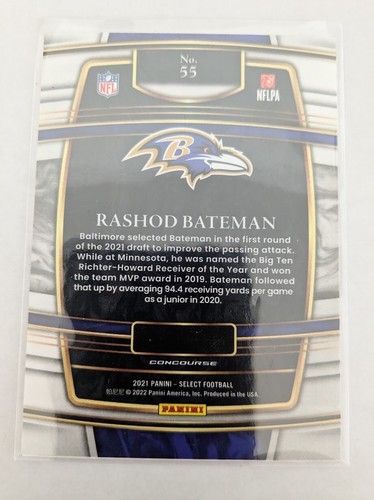 No.
55
NFL
NFLPA
B
RASHOD BATEMAN
Baltimore selected Bateman in the first round
of the 2021 draft to improve the passing attack.
While at Minnesota, he was named the Big Ten
Richter-Howard Receiver of the Year and won
the team MVP award in 2019. Bateman followed
that up by averaging 94.4 receiving yards per game
as a junior in 2020.
CONCOURSE
2021 PANINI – SELECT FOOTBALL
帕尼尼 © 2022 Panini America, Inc. Produced in the USA.
PANINI